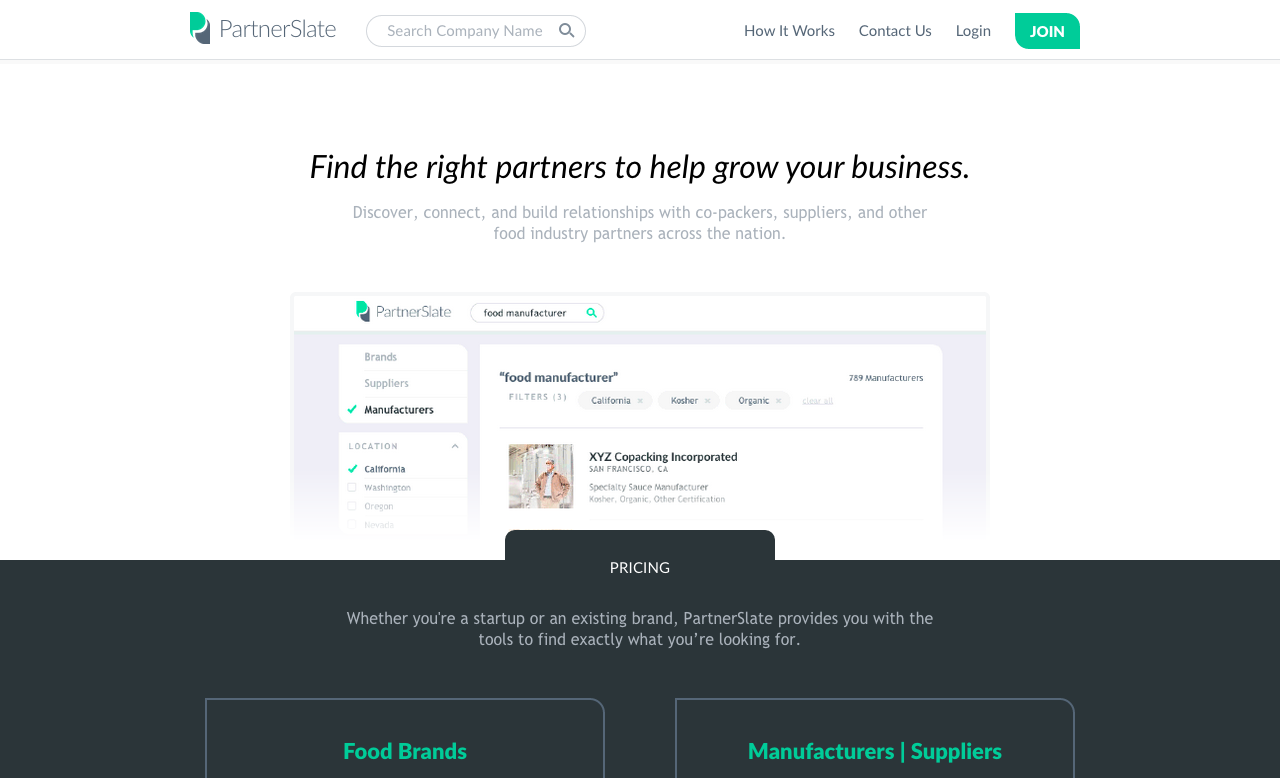 PartnerSlate
Search Company Name
How It Works
Contact Us
Login
JOIN
Find the right partners to help grow your business.
Discover, connect, and build relationships with co-packers, suppliers, and other
food industry partners across the nation.
PartnerSlate
food manufacturer
Brands
Suppliers
Manufacturers
LOCATION
California
Washington
Oregon
Nevada
“food manufacturer”
789 Manufacturers
FILTERS (3)
California ×
Kosher ×
Organic ×
clear all
XYZ Copacking Incorporated
SAN FRANCISCO, CA
Specialty Sauce Manufacturer
Kosher, Organic, Other Certification
PRICING
Whether you're a startup or an existing brand, PartnerSlate provides you with the
tools to find exactly what you’re looking for.
Food Brands
Manufacturers | Suppliers